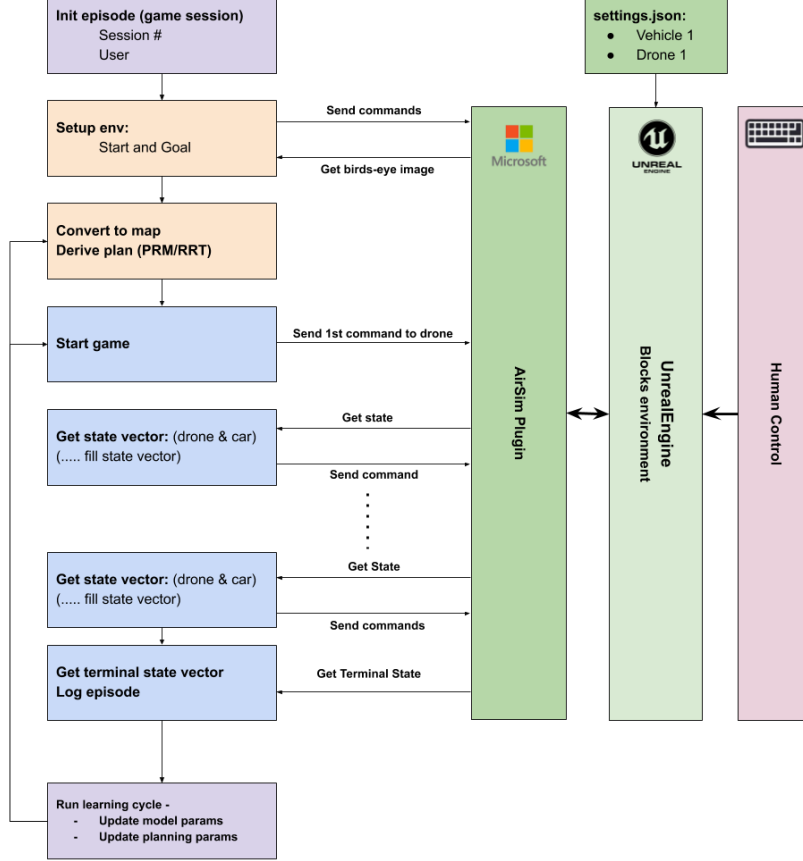 Init episode (game session)
Session #
User
settings.json:
● Vehicle 1
● Drone 1
Setup env:
Start and Goal
Send commands
Get birds-eye image
Microsoft
UNREAL
ENGINE
Convert to map
Derive plan (PRM/RRT)
Start game
Send 1st command to drone
AirSim Plugin
UnrealEngine
Blocks environment
Human Control
Get state vector: (drone & car)
(..... fill state vector)
Get state
Send command
Get state vector: (drone & car)
(.... fill state vector)
Get State
Send commands
Get terminal state vector
Log episode
Get Terminal State
Run learning cycle -
- Update model params
- Update planning params